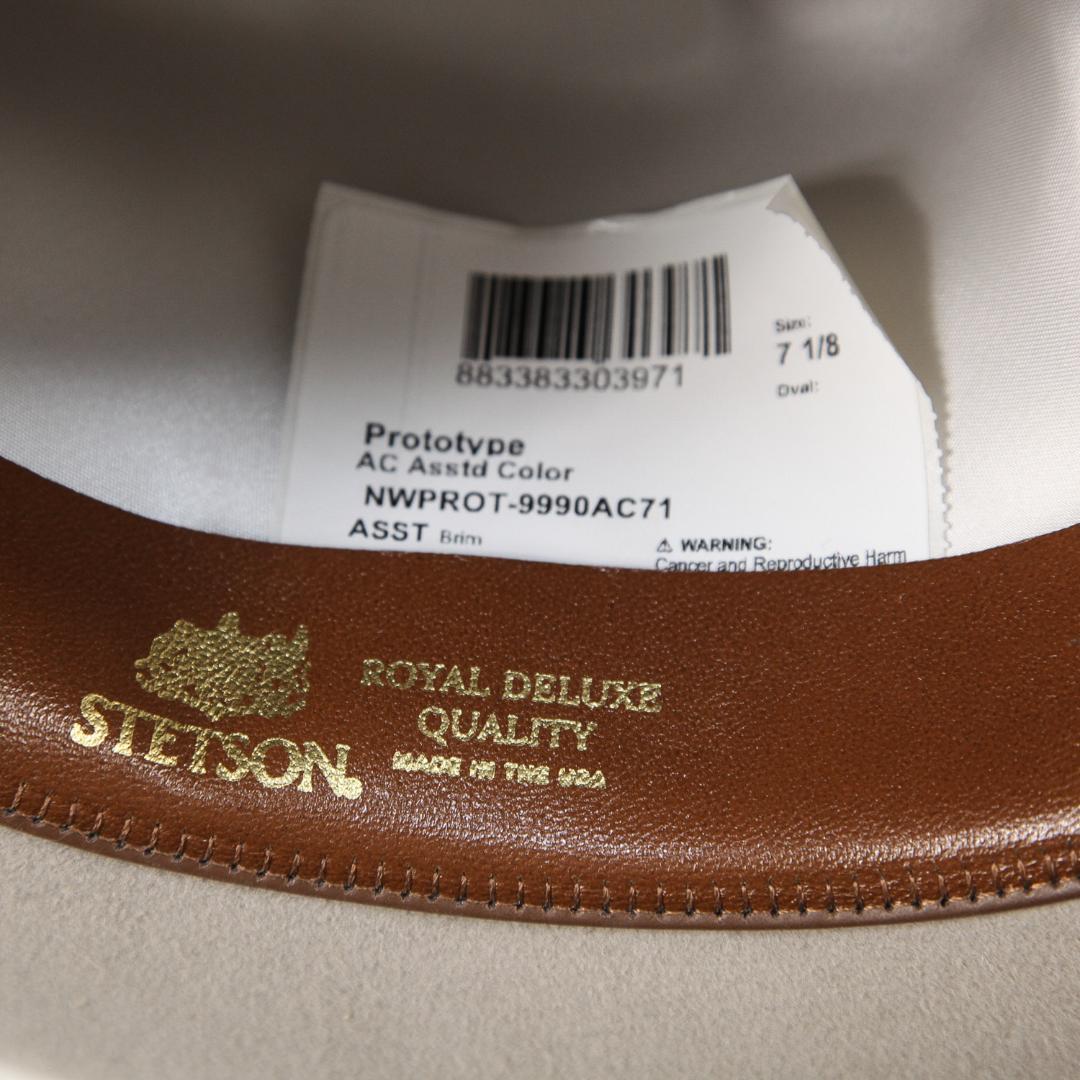 883383303971
Size:
7 1/8
Oval:
Prototype
AC Asstd Color
NWPROT-9990AC71
ASST Brim
⚠ WARNING:
Cancer and Reproductive Harm
STETSON
ROYAL DELUXE
QUALITY
MADE IN THE USA